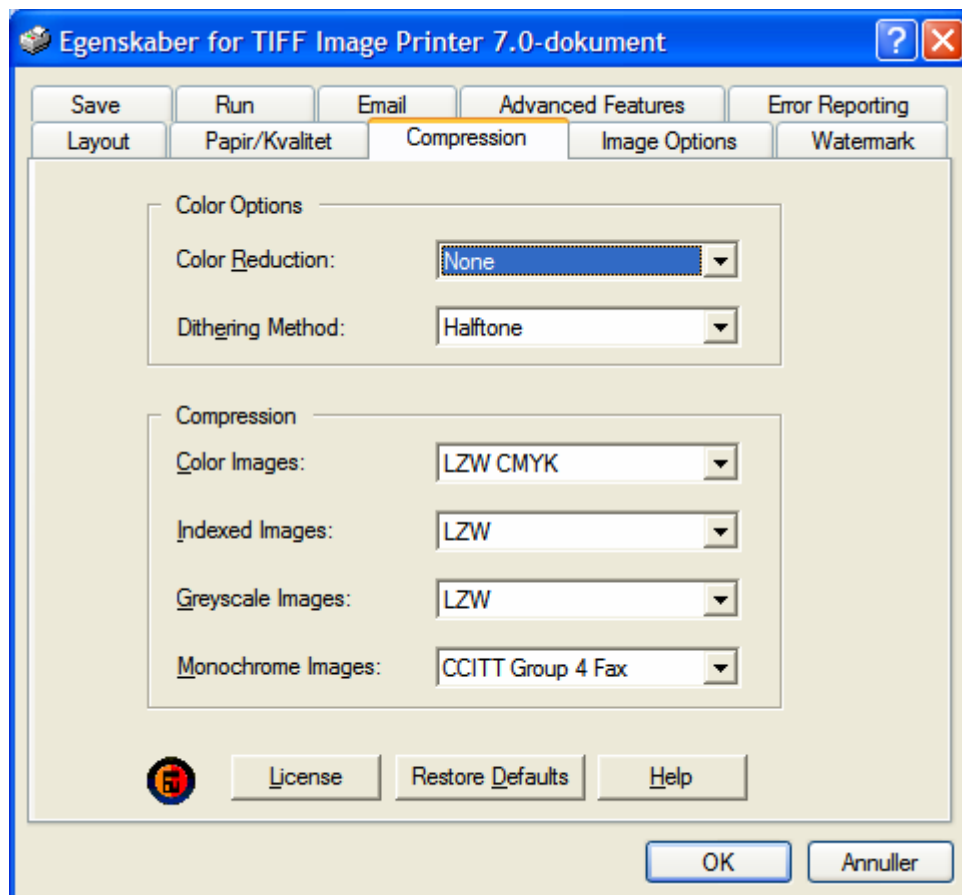 Egenskaber for TIFF Image Printer 7.0-dokument
Save Run Email Advanced Features Error Reporting
Layout Papir/Kvalitet Compression Image Options Watermark
Color Options
Color Reduction: None
Dithering Method: Halftone
Compression
Color Images: LZW CMYK
Indexed Images: LZW
Greyscale Images: LZW
Monochrome Images: CCITT Group 4 Fax
License Restore Defaults Help
OK Annuller